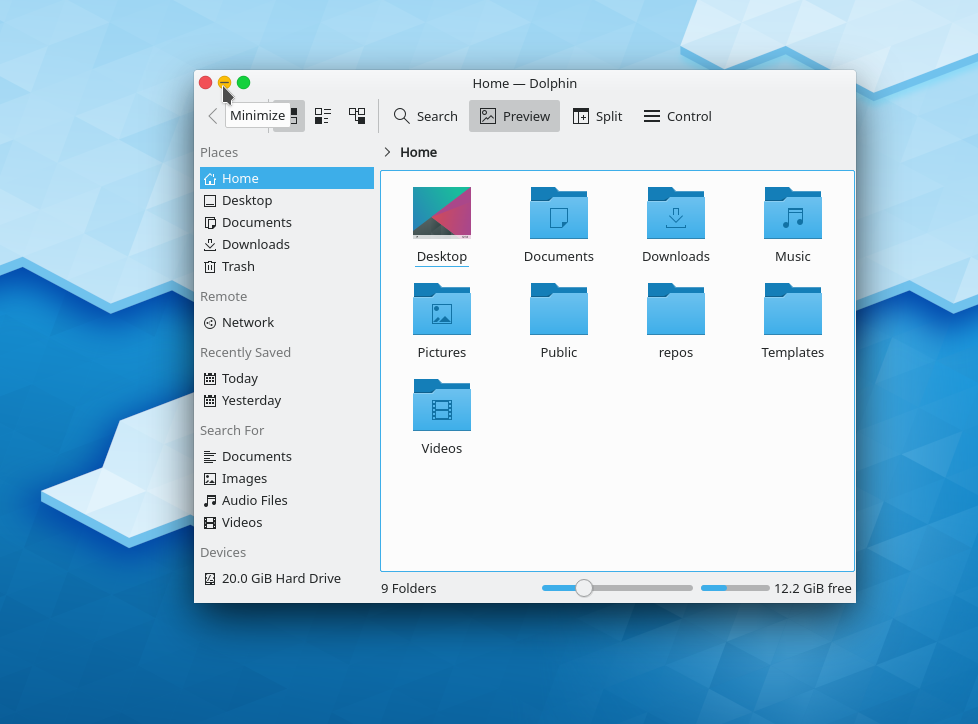 Home — Dolphin
Minimize
Search
Preview
Split
Control
Places
Home
Desktop
Documents
Downloads
Trash
Remote
Network
Recently Saved
Today
Yesterday
Search For
Documents
Images
Audio Files
Videos
Devices
20.0 GiB Hard Drive
Home
Desktop
Documents
Downloads
Music
Pictures
Public
repos
Templates
Videos
9 Folders
12.2 GiB free